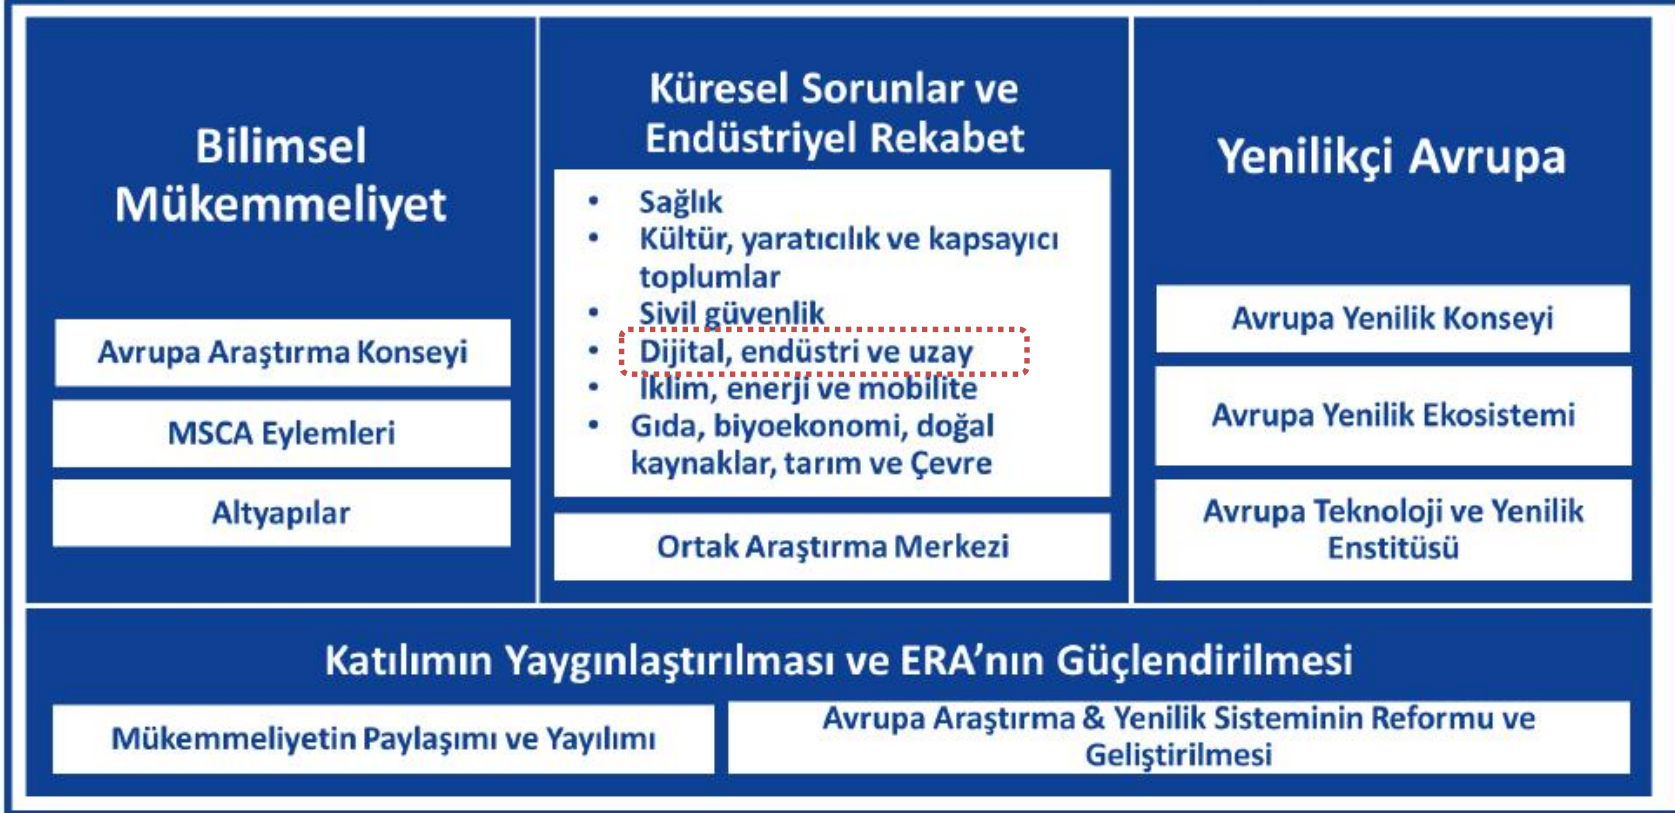 Bilimsel
Mükemmeliyet
Avrupa Araştırma Konseyi
MSCA Eylemleri
Altyapılar
Küresel Sorunlar ve
Endüstriyel Rekabet
• Sağlık
• Kültür, yaratıcılık ve kapsayıcı
toplumlar
• Sivil güvenlik
• Dijital, endüstri ve uzay
• İklim, enerji ve mobilite
• Gıda, biyoekonomi, doğal
kaynaklar, tarım ve Çevre
Ortak Araştırma Merkezi
Yenilikçi Avrupa
Avrupa Yenilik Konseyi
Avrupa Yenilik Ekosistemi
Avrupa Teknoloji ve Yenilik
Enstitüsü
Katılımın Yaygınlaştırılması ve ERA’nın Güçlendirilmesi
Mükemmeliyetin Paylaşımı ve Yayılımı
Avrupa Araştırma & Yenilik Sisteminin Reformu ve
Geliştirilmesi